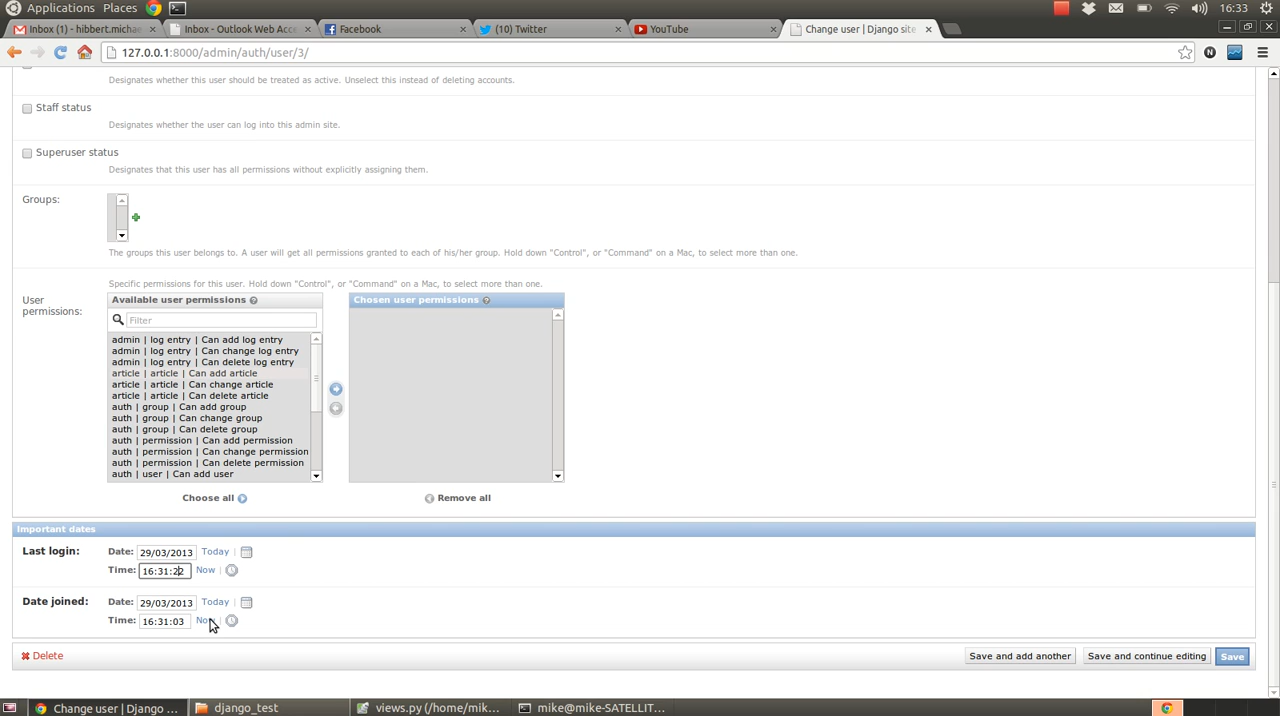 Applications Places 16:33
Inbox (1) - hibbert.michae
Inbox - Outlook Web Acce
Facebook
(10) Twitter
YouTube
Change user | Django site
127.0.0.1:8000/admin/auth/user/3/
Designates whether this user should be treated as active. Unselect this instead of deleting accounts.
Staff status
Designates whether the user can log into this admin site.
Superuser status
Designates that this user has all permissions without explicitly assigning them.
Groups:
The groups this user belongs to. A user will get all permissions granted to each of his/her group. Hold down "Control", or "Command" on a Mac, to select more than one.
Specific permissions for this user. Hold down "Control", or "Command" on a Mac, to select more than one.
User permissions:
Available user permissions
Chosen user permissions
Filter
admin | log entry | Can add log entry
admin | log entry | Can change log entry
admin | log entry | Can delete log entry
article | article | Can add article
article | article | Can change article
article | article | Can delete article
auth | group | Can add group
auth | group | Can change group
auth | group | Can delete group
auth | permission | Can add permission
auth | permission | Can change permission
auth | permission | Can delete permission
auth | user | Can add user
Choose all
Remove all
Important dates
Last login: Date: 29/03/2013 Today |
Time: 16:31:22 Now |
Date joined: Date: 29/03/2013 Today |
Time: 16:31:03 Now |
Delete
Save and add another
Save and continue editing
Save
Change user | Django ...
django_test
views.py (/home/mik...
mike@mike-SATELLIT...